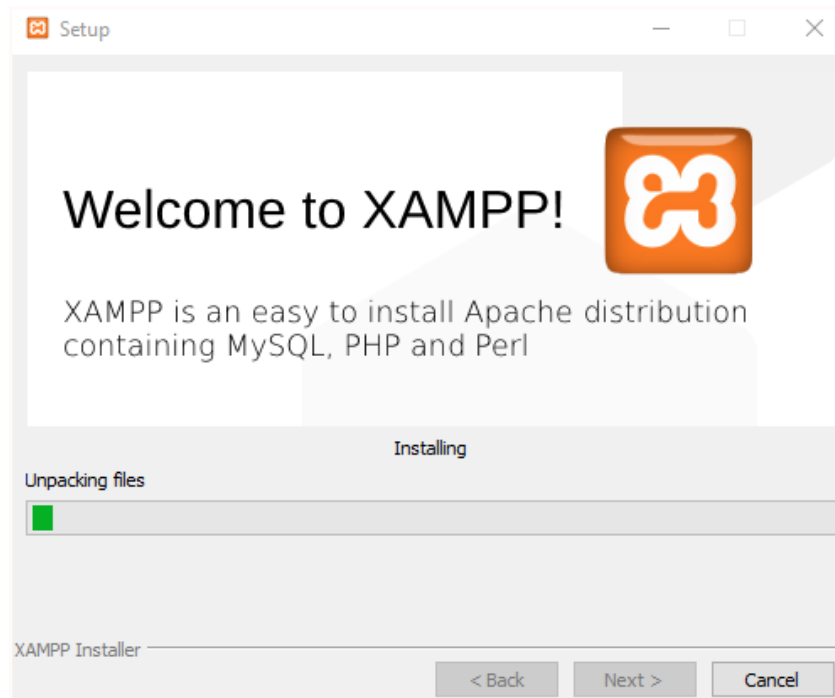 Setup
Welcome to XAMPP!
XAMPP is an easy to install Apache distribution
containing MySQL, PHP and Perl
Installing
Unpacking files
XAMPP Installer
< Back
Next >
Cancel